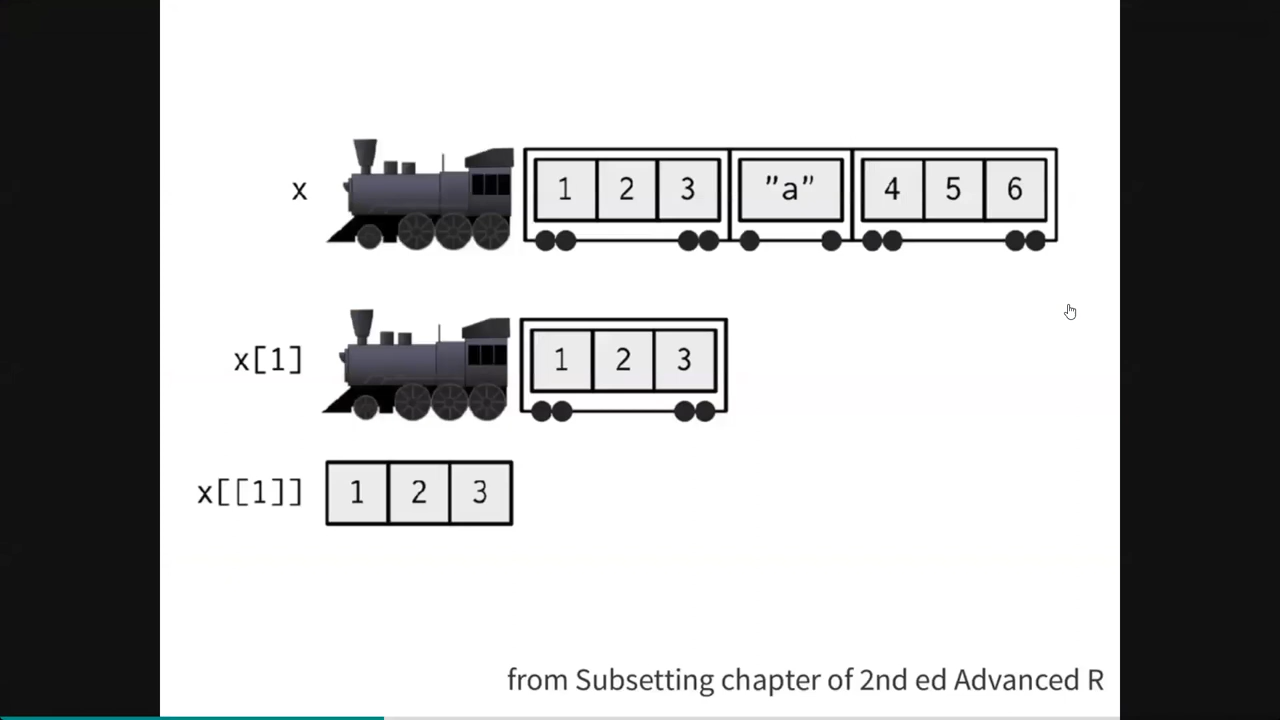 x 1 2 3 ”a” 4 5 6
x[1] 1 2 3
x[[1]] 1 2 3
from Subsetting chapter of 2nd ed Advanced R